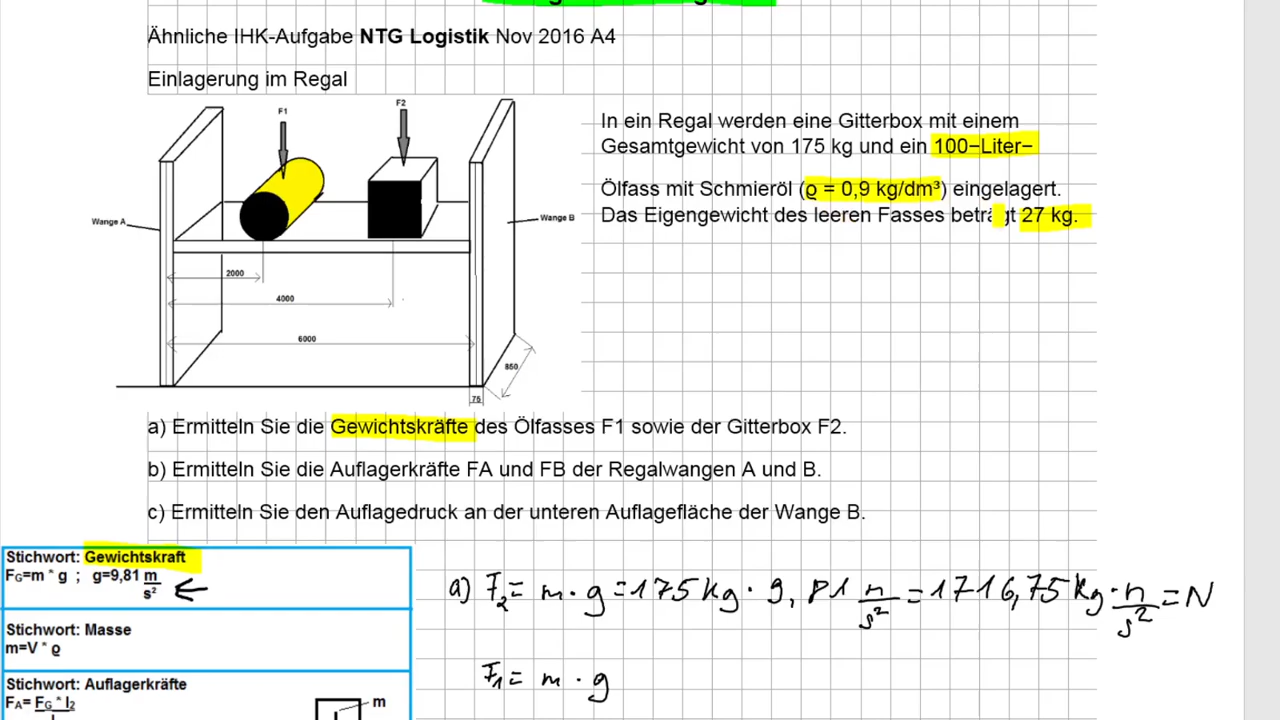 Ähnliche IHK-Aufgabe NTG Logistik Nov 2016 A4
Einlagerung im Regal
F1
F2
Wange A
Wange B
2000
4000
6000
850
75
In ein Regal werden eine Gitterbox mit einem
Gesamtgewicht von 175 kg und ein 100−Liter−
Ölfass mit Schmieröl (ϱ = 0,9 kg/dm³) eingelagert.
Das Eigengewicht des leeren Fasses beträgt 27 kg.
a) Ermitteln Sie die Gewichtskräfte des Ölfasses F1 sowie der Gitterbox F2.
b) Ermitteln Sie die Auflagerkräfte FA und FB der Regalwangen A und B.
c) Ermitteln Sie den Auflagedruck an der unteren Auflagefläche der Wange B.
Stichwort: Gewichtskraft
FG=m * g ; g=9,81 m/s²
Stichwort: Masse
m=V * ϱ
Stichwort: Auflagerkräfte
FA= FG * l2
m
a) F2 = m · g = 175 kg · 9,81 m/s² = 1716,75 kg · m/s² = N
F1 = m · g